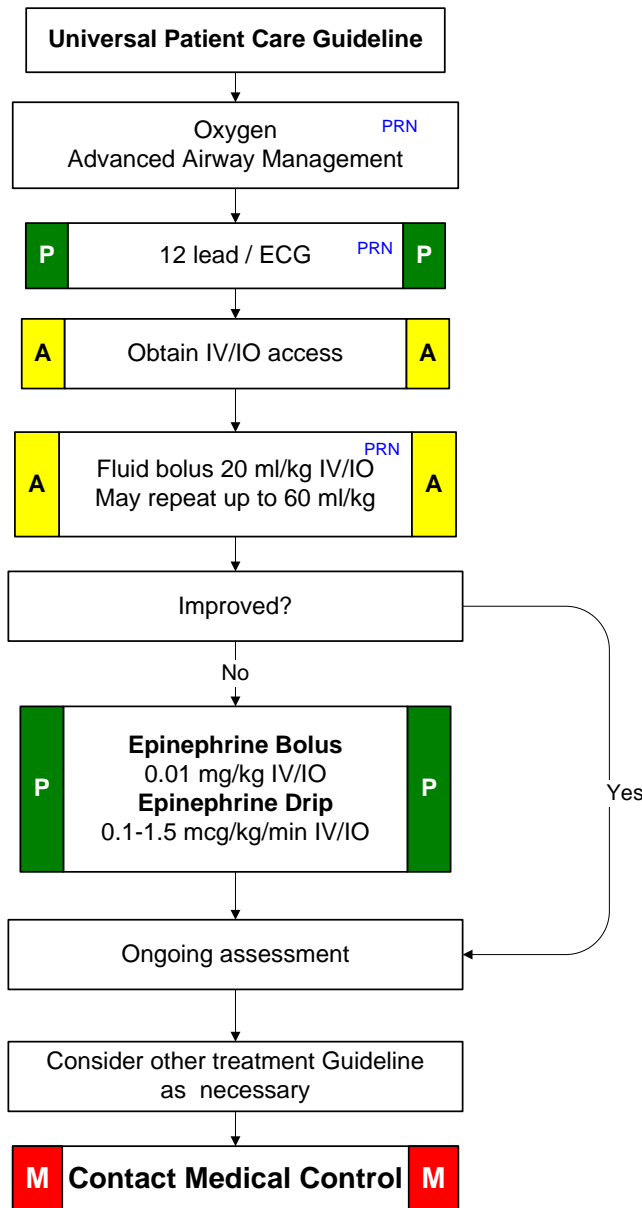 Universal Patient Care Guideline
Oxygen PRN
Advanced Airway Management
P 12 lead / ECG PRN P
A Obtain IV/IO access A
PRN
Fluid bolus 20 ml/kg IV/IO
A A
May repeat up to 60 ml/kg
Improved?
No
Epinephrine Bolus
0.01 mg/kg IV/IO
P P
Epinephrine Drip
0.1-1.5 mcg/kg/min IV/IO
Yes
Ongoing assessment
Consider other treatment Guideline
as necessary
M Contact Medical Control M